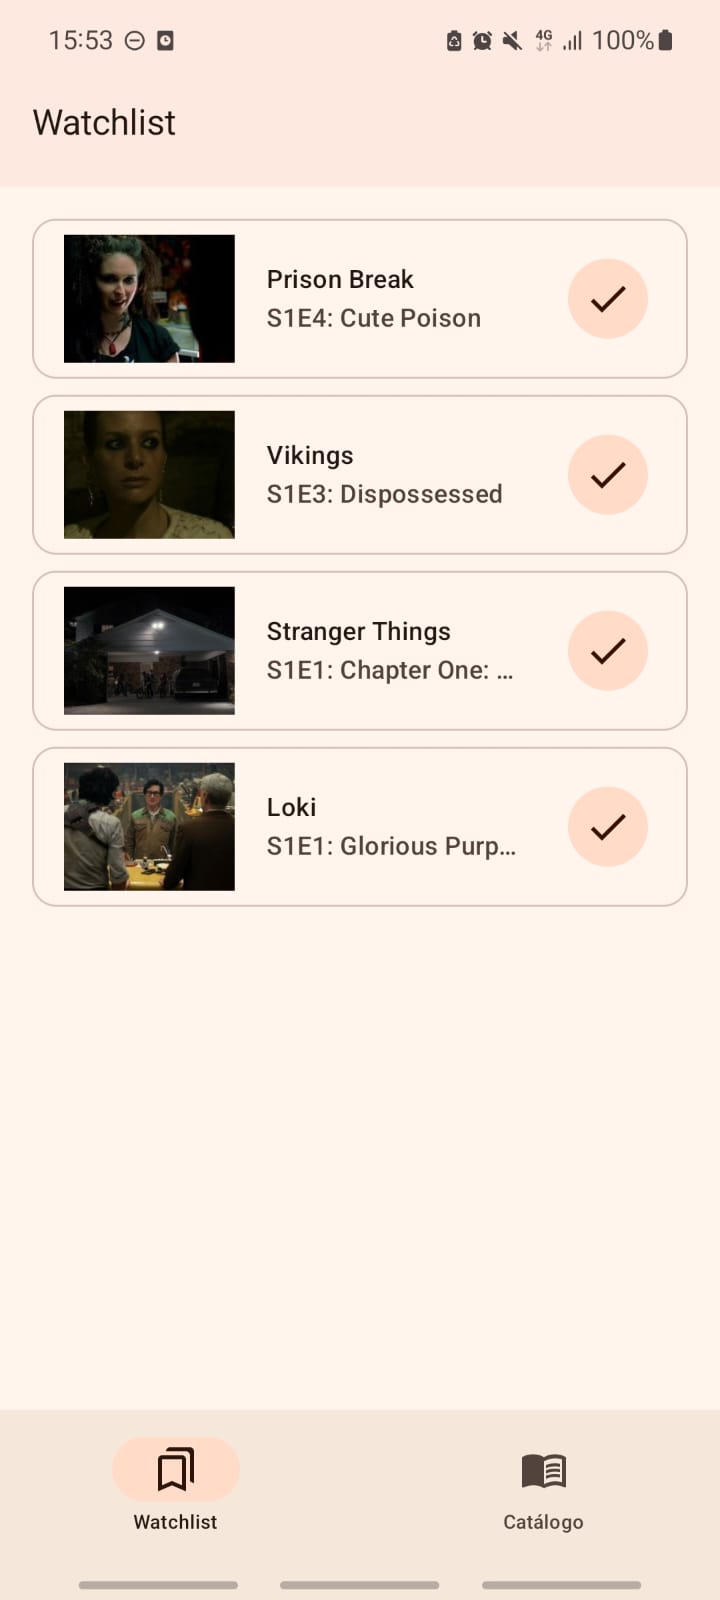 15:53 4G 100%
Watchlist
Prison Break
S1E4: Cute Poison
Vikings
S1E3: Dispossessed
Stranger Things
S1E1: Chapter One: ...
Loki
S1E1: Glorious Purp...
Watchlist Catálogo